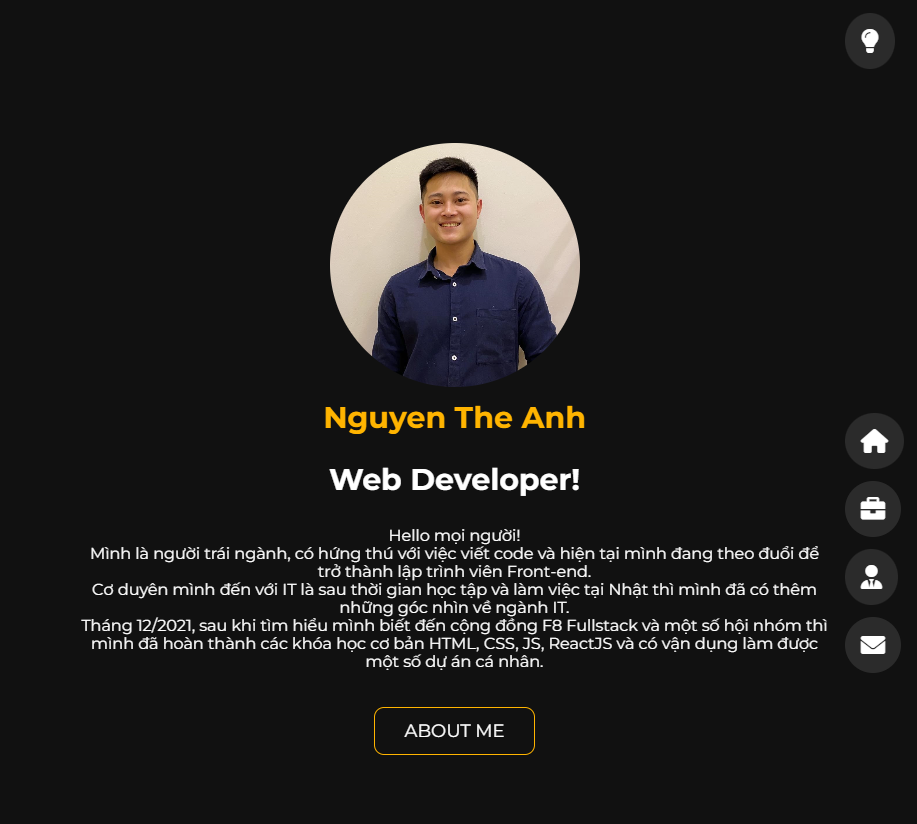 Nguyen The Anh
Web Developer!
Hello mọi người!
Mình là người trái ngành, có hứng thú với việc viết code và hiện tại mình đang theo đuổi để
trở thành lập trình viên Front-end.
Cơ duyên mình đến với IT là sau thời gian học tập và làm việc tại Nhật thì mình đã có thêm
những góc nhìn về ngành IT.
Tháng 12/2021, sau khi tìm hiểu mình biết đến cộng đồng F8 Fullstack và một số hội nhóm thì
mình đã hoàn thành các khóa học cơ bản HTML, CSS, JS, ReactJS và có vận dụng làm được
một số dự án cá nhân.
ABOUT ME